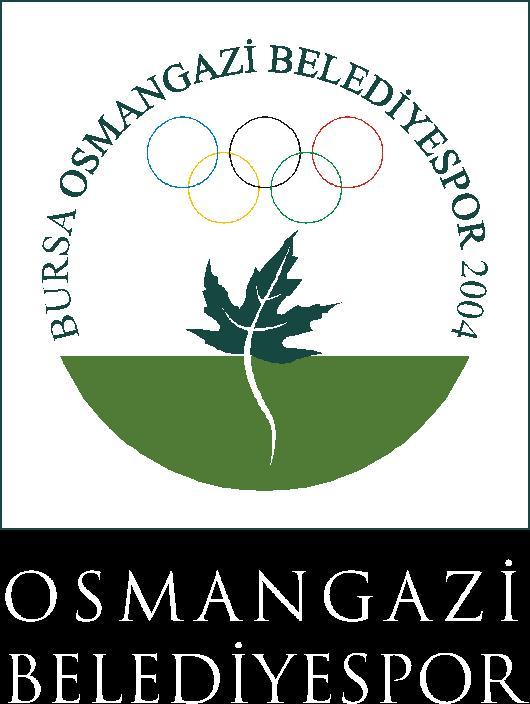 BURSA OSMANGAZİ BELEDİYESPOR 2004
OSMANGAZİ
BELEDİYESPOR